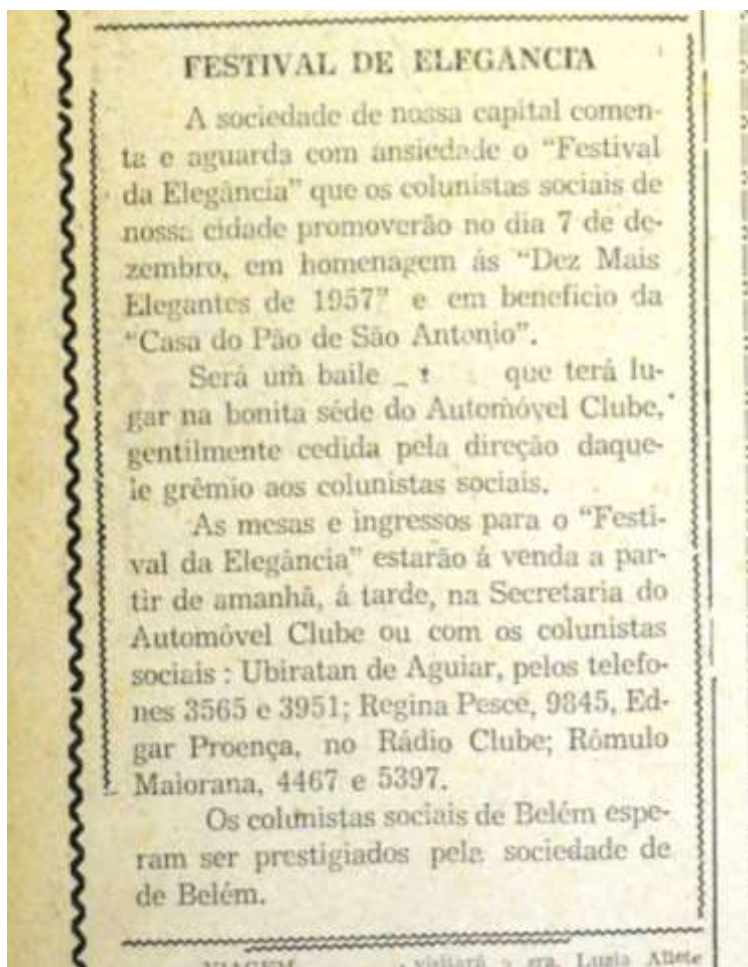 FESTIVAL DE ELEGANCIA
A sociedade de nossa capital comen-
ta e aguarda com ansiedade o “Festival
da Elegância” que os colunistas sociais de
nossa cidade promoverão no dia 7 de de-
zembro, em homenagem ás “Dez Mais
Elegantes de 1957” e em beneficio da
“Casa do Pão de São Antonio”.
Será um baile que terá lu-
gar na bonita séde do Automóvel Clube,
gentilmente cedida pela direção daque-
le grêmio aos colunistas sociais.
As mesas e ingressos para o “Festi-
val da Elegância” estarão á venda a par-
tir de amanhã, á tarde, na Secretaria do
Automóvel Clube ou com os colunistas
sociais : Ubiratan de Aguiar, pelos telefo-
nes 3565 e 3951; Regina Pesce, 9845, Ed-
gar Proença, no Rádio Clube; Rômulo
Maiorana, 4467 e 5397.
Os colunistas sociais de Belém espe-
ram ser prestigiados pela sociedade de
de Belém.
VIAGEM visitará a sra. Luzia